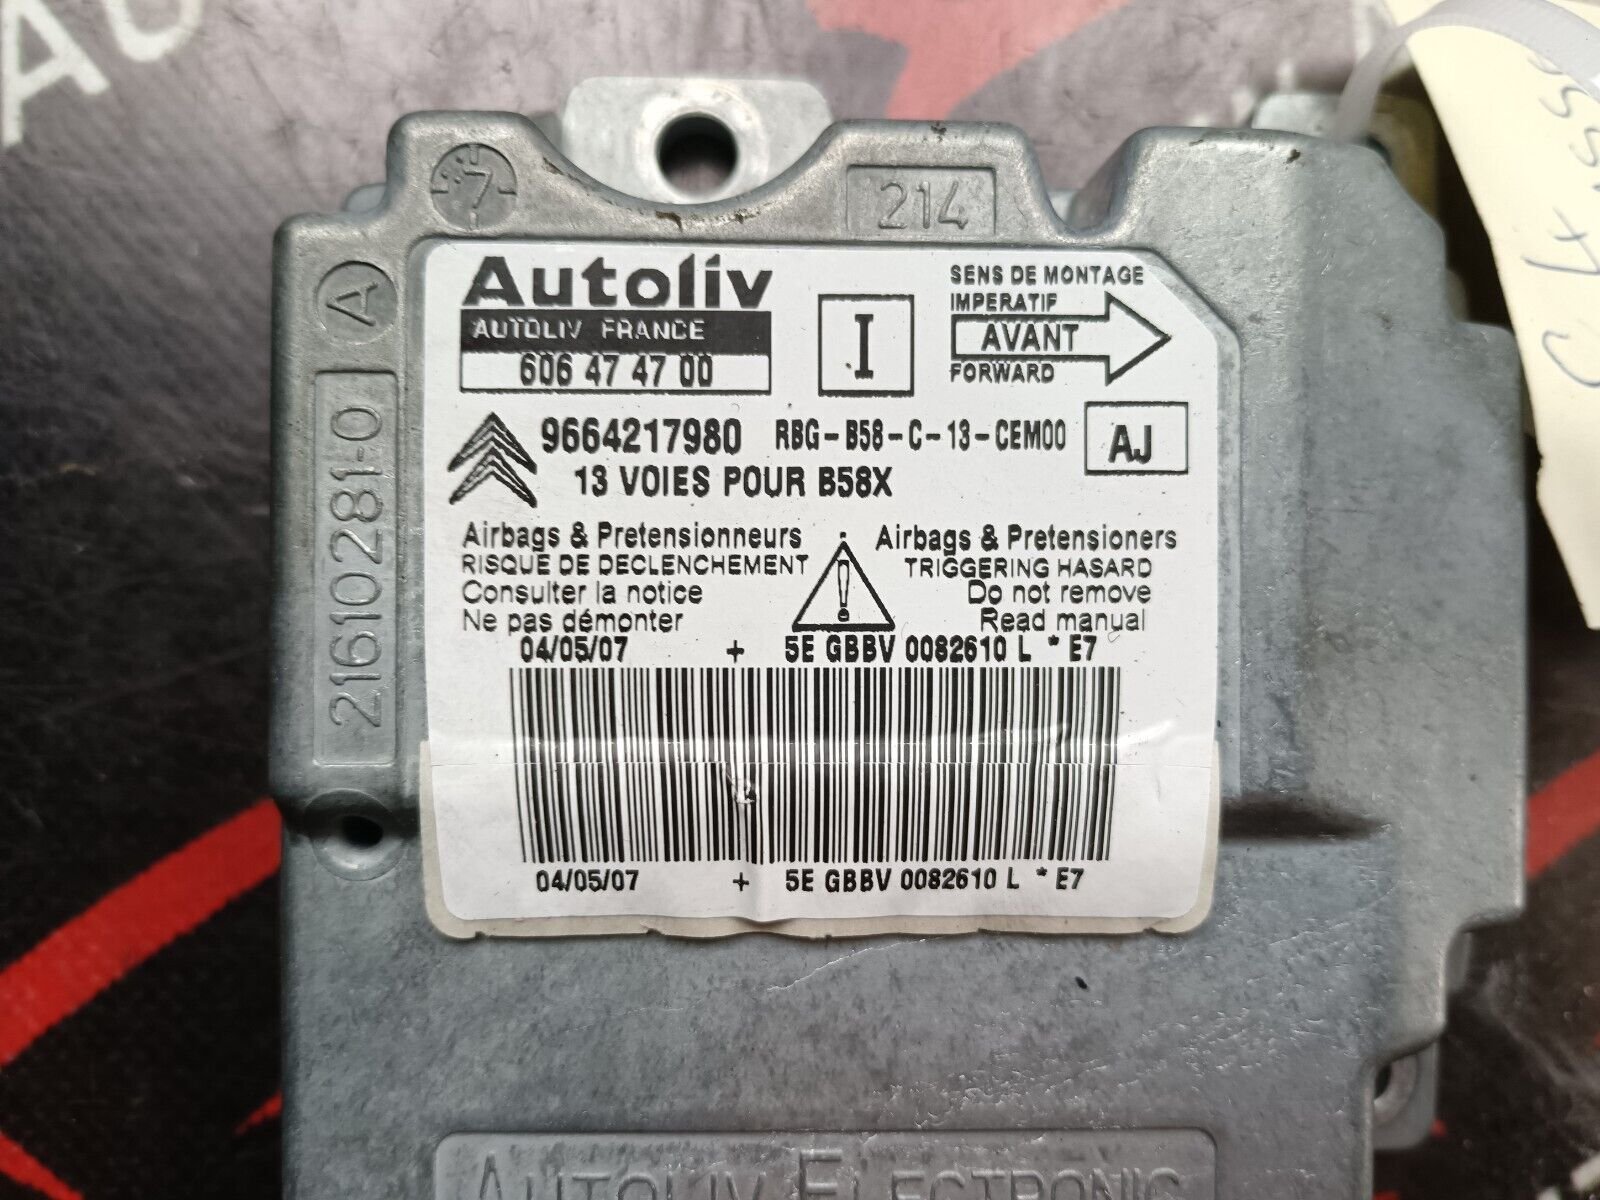 AU
7
214
A
21610281-0
Autoliv
AUTOLIV FRANCE
606 47 47 00
I
SENS DE MONTAGE
IMPERATIF
AVANT
FORWARD
9664217980 RBG-B58-C-13-CEM00
AJ
13 VOIES POUR B58X
Airbags & Pretensionneurs
RISQUE DE DECLENCHEMENT
Consulter la notice
Ne pas démonter
Airbags & Pretensioners
TRIGGERING HASARD
Do not remove
Read manual
04/05/07 + 5E GBBV 0082610 L * E7
04/05/07 + 5E GBBV 0082610 L * E7
AUTOLIV ELECTRONIC